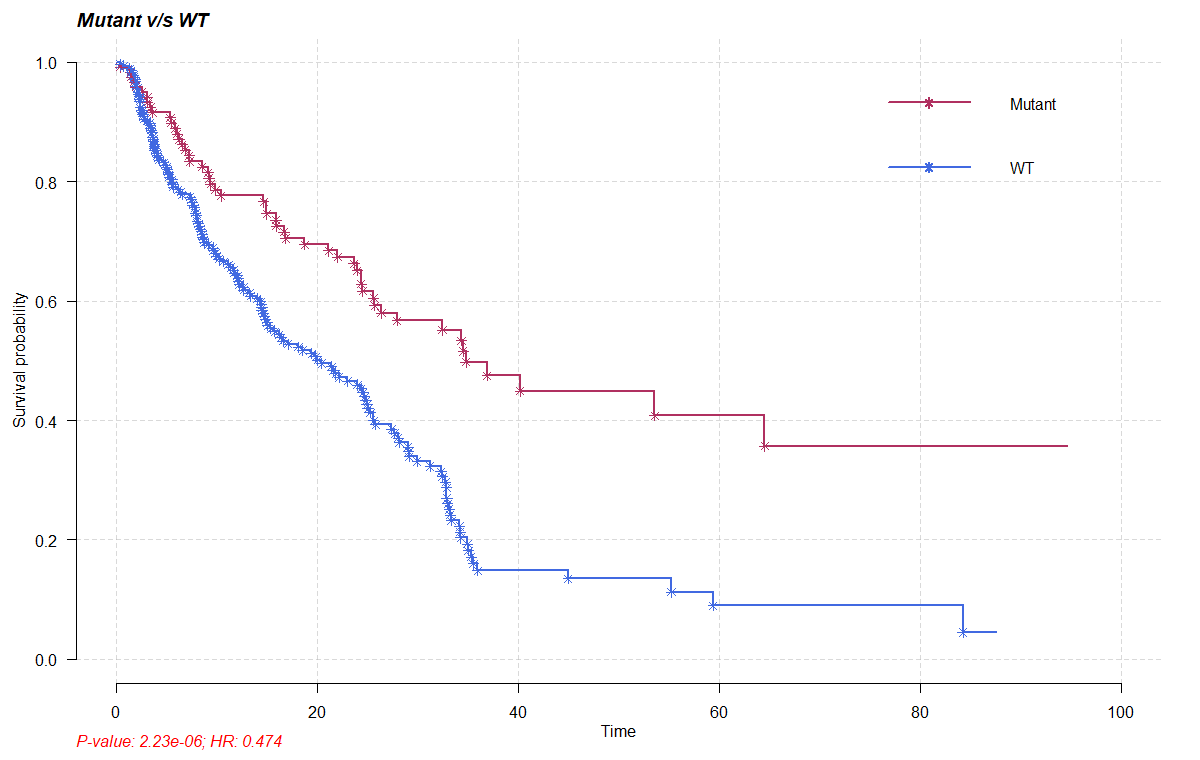 Mutant v/s WT
1.0
0.8
0.6
0.4
0.2
0.0
Survival probability
Mutant
WT
0 20 40 60 80 100
Time
P-value: 2.23e-06; HR: 0.474